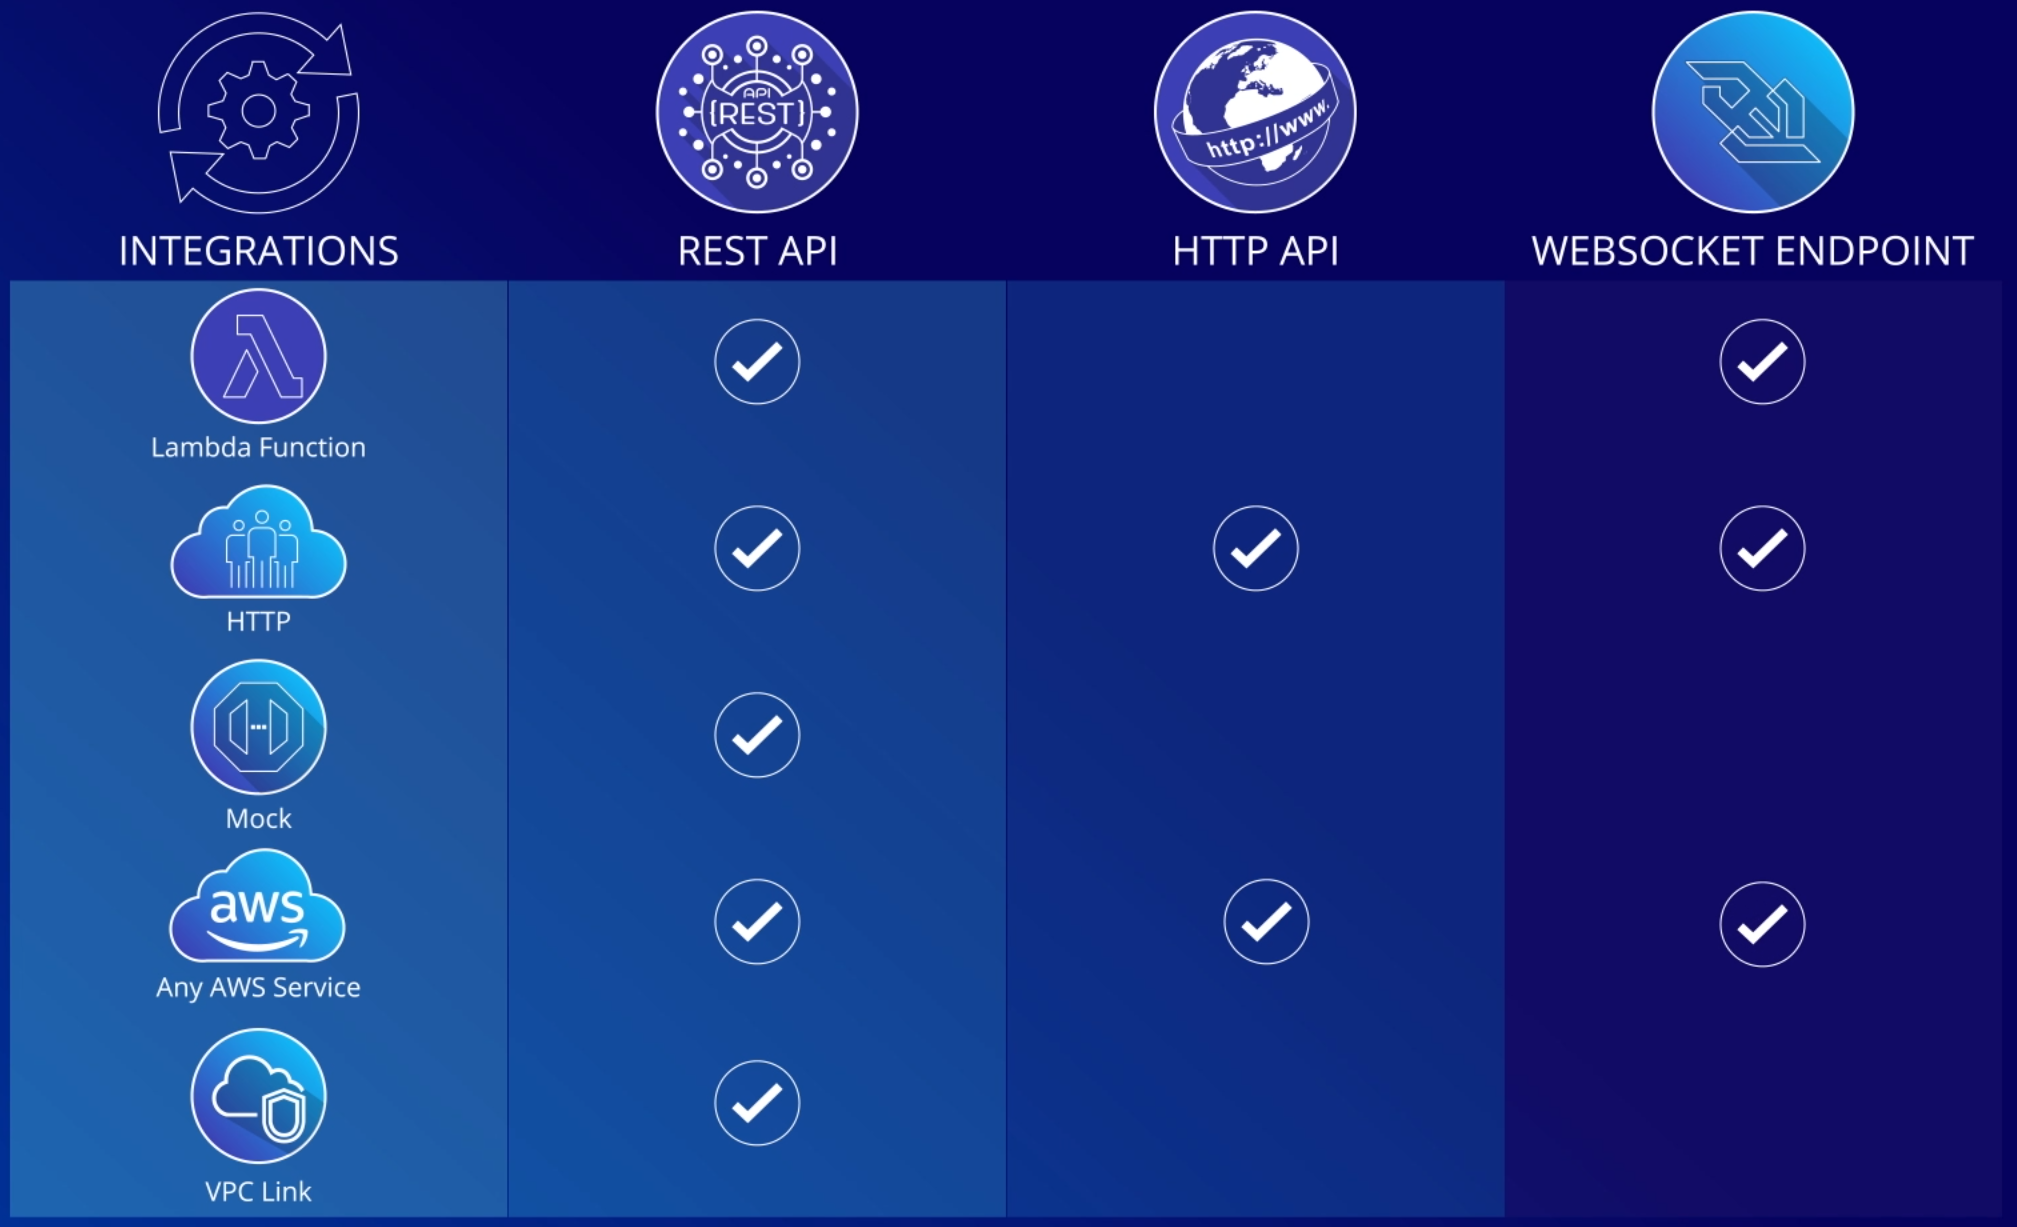 API
{REST}
http://www.
INTEGRATIONS
REST API
HTTP API
WEBSOCKET ENDPOINT
Lambda Function
HTTP
Mock
aws
Any AWS Service
VPC Link